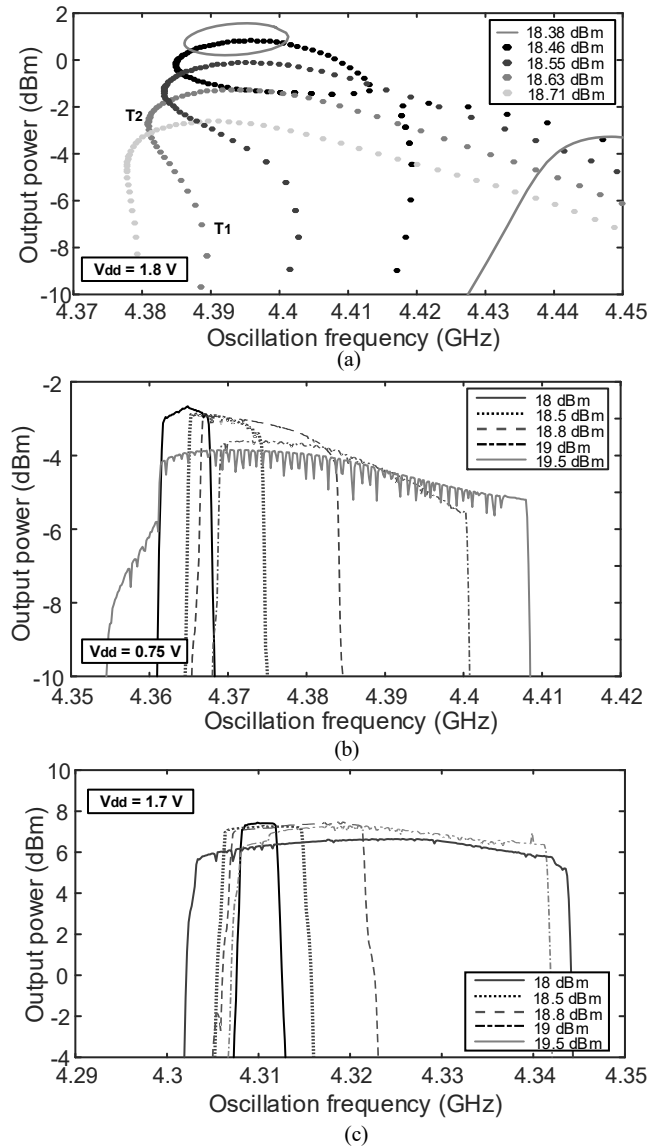 2
0
-2
-4
-6
-8
-10
Output power (dBm)
T2
T1
Vdd = 1.8 V
18.38 dBm
18.46 dBm
18.55 dBm
18.63 dBm
18.71 dBm
4.37 4.38 4.39 4.4 4.41 4.42 4.43 4.44 4.45
Oscillation frequency (GHz)
(a)
-2
-4
-6
-8
-10
Output power (dBm)
18 dBm
18.5 dBm
18.8 dBm
19 dBm
19.5 dBm
Vdd = 0.75 V
4.35 4.36 4.37 4.38 4.39 4.4 4.41 4.42
Oscillation frequency (GHz)
(b)
10
8
6
4
2
0
-2
-4
Output power (dBm)
Vdd = 1.7 V
18 dBm
18.5 dBm
18.8 dBm
19 dBm
19.5 dBm
4.29 4.3 4.31 4.32 4.33 4.34 4.35
Oscillation frequency (GHz)
(c)